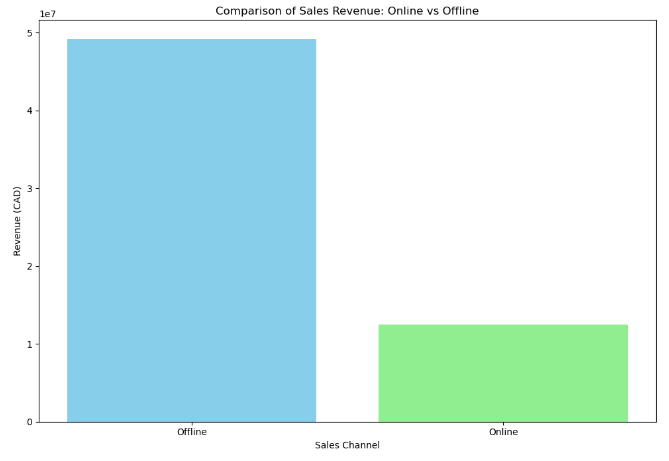 Comparison of Sales Revenue: Online vs Offline
1e7
5
4
3
2
1
0
Revenue (CAD)
Offline
Online
Sales Channel